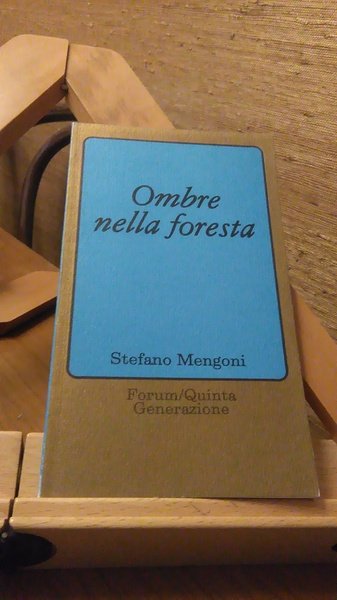 Ombre
nella foresta
Stefano Mengoni
Forum/Quinta
Generazione